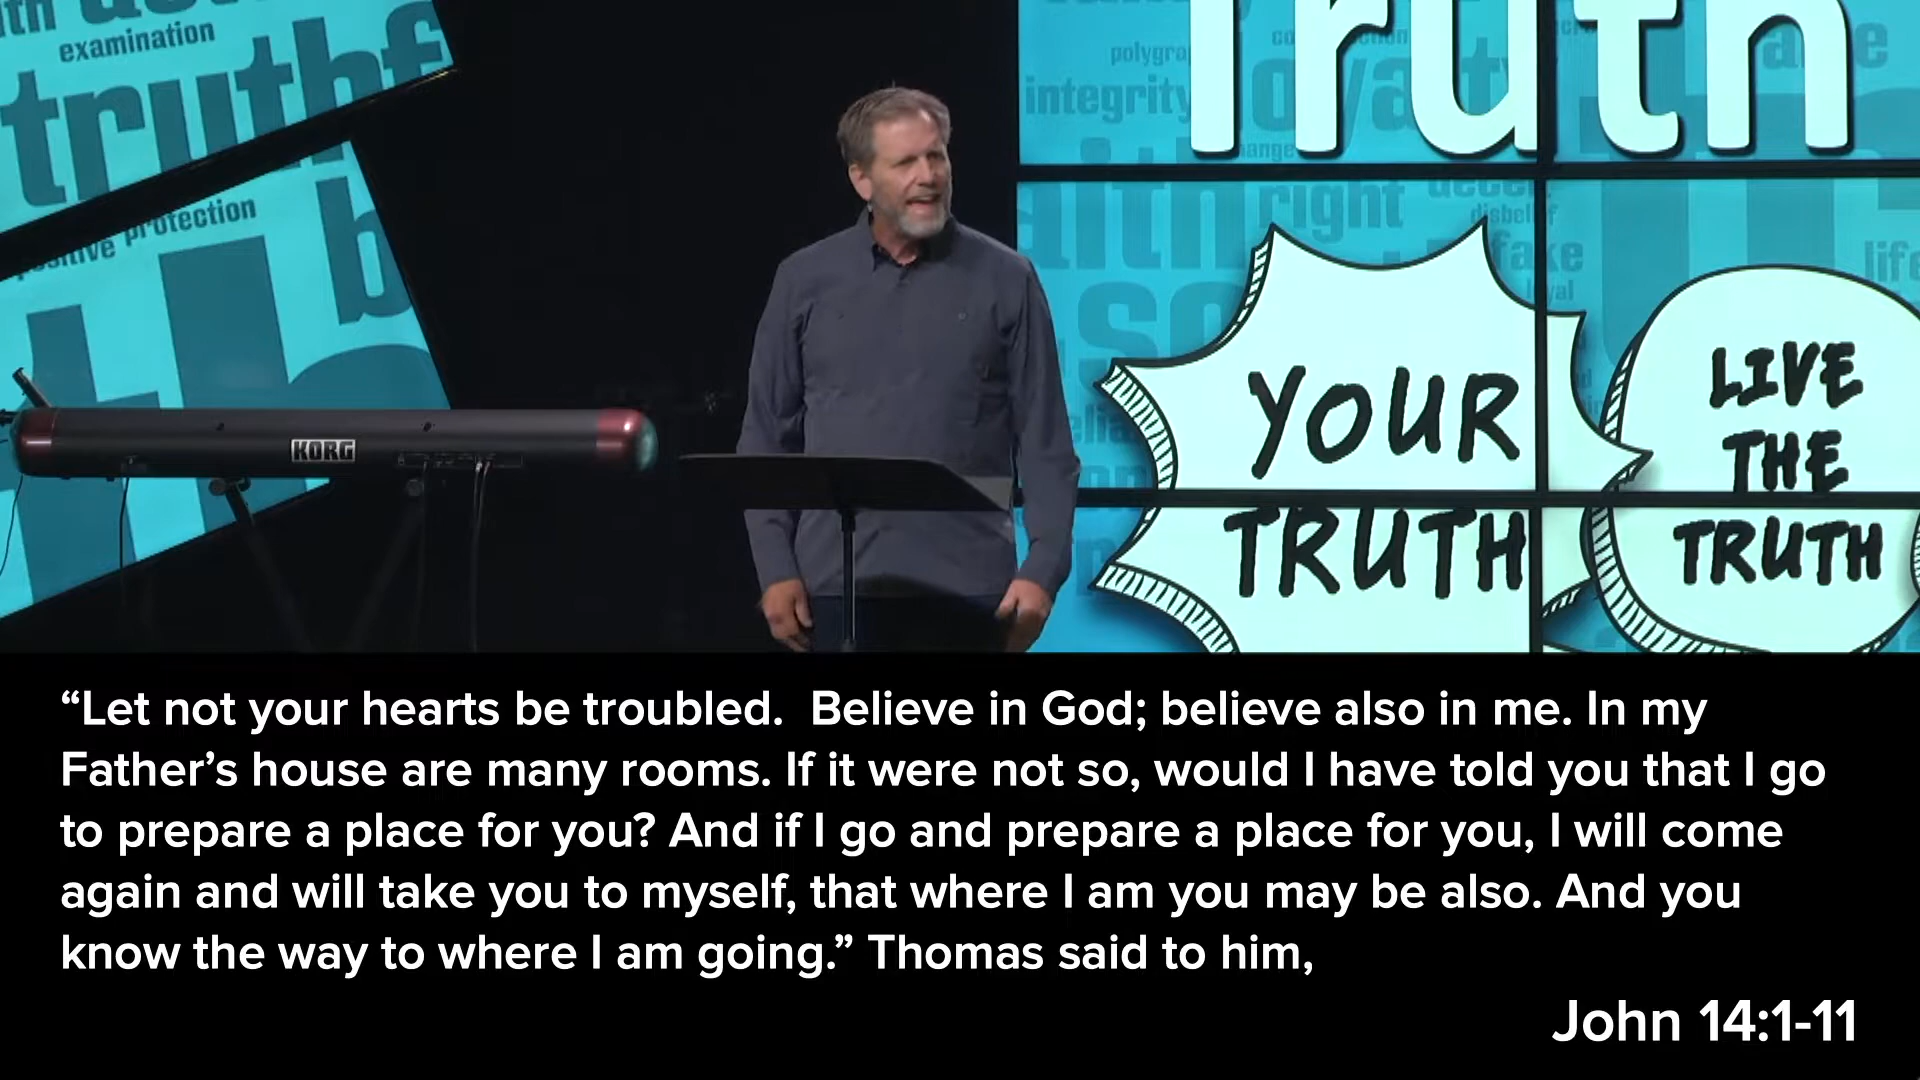 examination
truthf
protection
b
KORG
Truth
integrity
right
fake
YOUR
TRUTH
LIVE
THE
TRUTH
“Let not your hearts be troubled.  Believe in God; believe also in me. In my
Father’s house are many rooms. If it were not so, would I have told you that I go
to prepare a place for you? And if I go and prepare a place for you, I will come
again and will take you to myself, that where I am you may be also. And you
know the way to where I am going.” Thomas said to him,
John 14:1-11